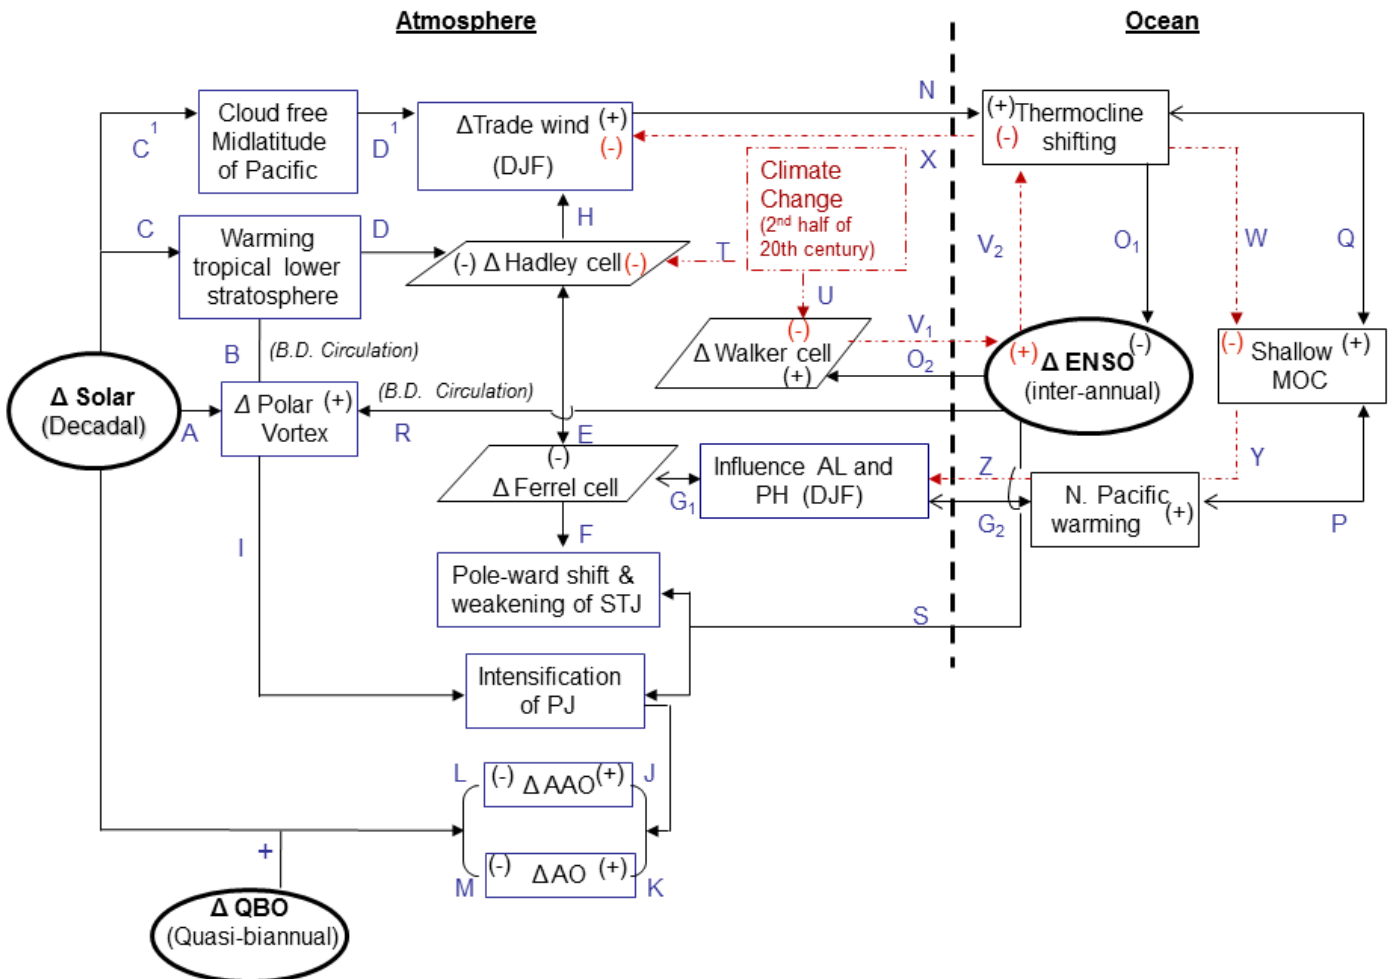 Atmosphere
Ocean
Cloud free
Midlatitude
of Pacific
C¹
D¹
ΔTrade wind (+)
(-)
(DJF)
N
X
(+)Thermocline
(-) shifting
Climate
Change
(2nd half of
20th century)
C
Warming
tropical lower
stratosphere
D
H
(-) Δ Hadley cell (-)
T
U
V₂
O₁
W
Q
(-)
Δ Walker cell
(+)
V₁
O₂
(+) Δ ENSO (-)
(inter-annual)
(-) Shallow (+)
MOC
B
(B.D. Circulation)
(B.D. Circulation)
Δ Solar
(Decadal)
A
Δ Polar (+)
Vortex
R
E
(-)
Δ Ferrel cell
G₁
Influence AL and
PH (DJF)
Z
G₂
N. Pacific
warming (+)
Y
P
F
I
Pole-ward shift &
weakening of STJ
S
Intensification
of PJ
L
(-) Δ AAO (+)
J
M
(-) Δ AO (+)
K
+
Δ QBO
(Quasi-biannual)